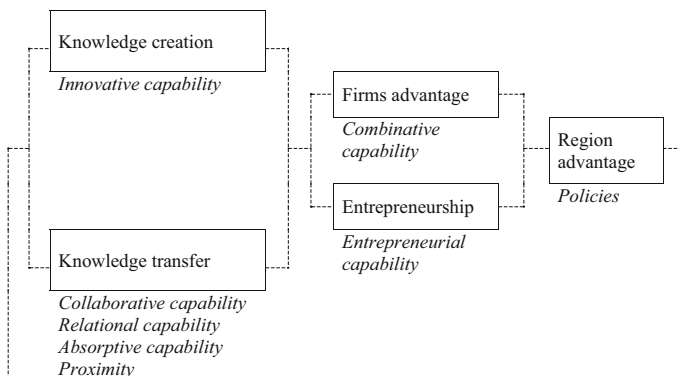 Knowledge creation
Innovative capability
Firms advantage
Combinative
capability
Region
advantage
Policies
Entrepreneurship
Entrepreneurial
capability
Knowledge transfer
Collaborative capability
Relational capability
Absorptive capability
Proximity